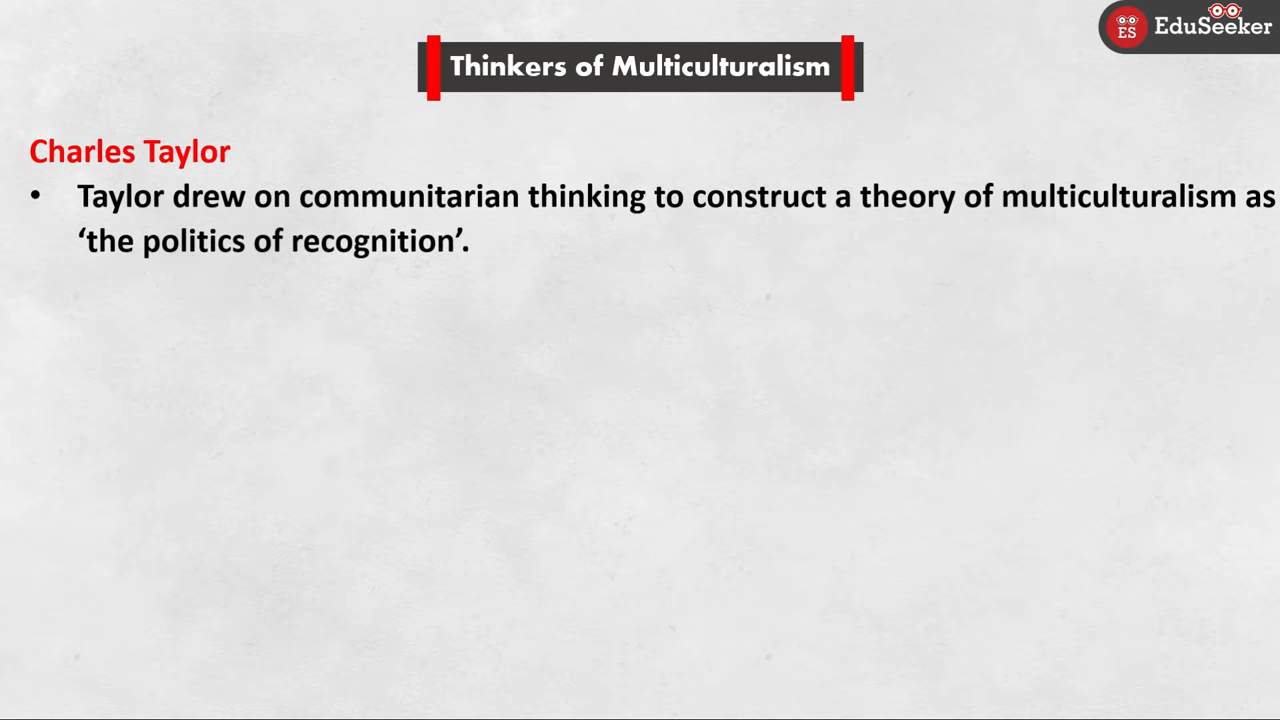 ES EduSeeker
Thinkers of Multiculturalism
Charles Taylor
• Taylor drew on communitarian thinking to construct a theory of multiculturalism as
‘the politics of recognition’.